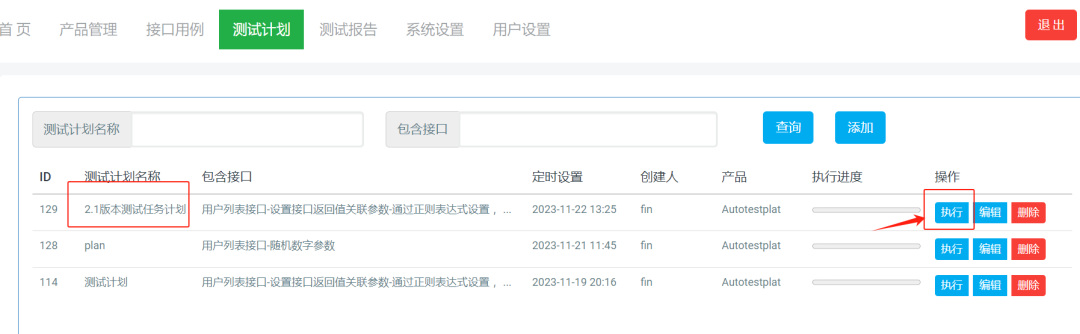 首 页 产品管理 接口用例 测试计划 测试报告 系统设置 用户设置 退 出
测试计划名称 包含接口 查询 添加
ID 测试计划名称 包含接口 定时设置 创建人 产品 执行进度 操作
129 2.1版本测试任务计划 用户列表接口-设置接口返回值关联参数-通过正则表达式设置， ... 2023-11-22 13:25 fin Autotestplat 执行 编辑 删除
128 plan 用户列表接口-随机数字参数 2023-11-21 11:45 fin Autotestplat 执行 编辑 删除
114 测试计划 用户列表接口-设置接口返回值关联参数-通过正则表达式设置， ... 2023-11-19 20:16 fin Autotestplat 执行 编辑 删除